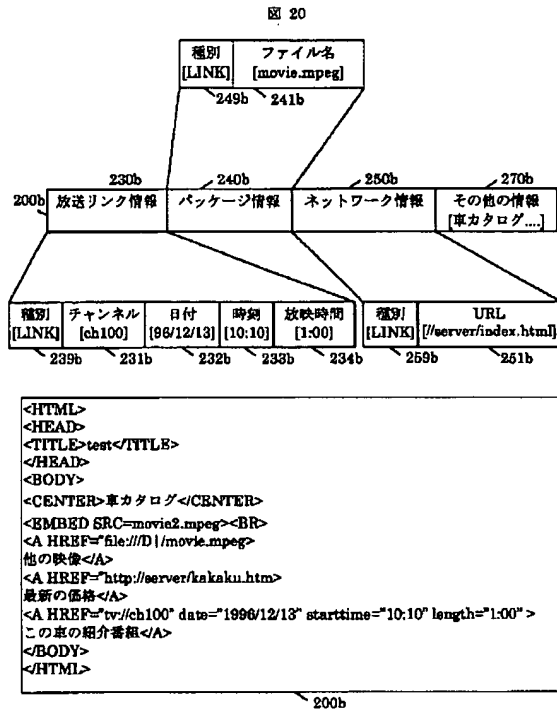 図 20
種別 ファイル名
[LINK] [movie.mpeg]
249b 241b
230b 240b 250b 270b
200b 放送リンク情報 パッケージ情報 ネットワーク情報 その他の情報
[車カタログ....]
種別 チャンネル 日付 時刻 放映時間 種別 URL
[LINK] [ch100] [96/12/13] [10:10] [1:00] [LINK] [//server/index.html]
239b 231b 232b 233b 234b 259b 251b
<HTML>
<HEAD>
<TITLE>test</TITLE>
</HEAD>
<BODY>
<CENTER>車カタログ</CENTER>
<EMBED SRC=movie2.mpeg><BR>
<A HREF="file:///D|/movie.mpeg>
他の映像</A>
<A HREF="http://server/kakaku.htm>
最新の価格</A>
<A HREF="tv://ch100" date="1996/12/13" starttime="10:10" length="1:00">
この車の紹介番組</A>
</BODY>
</HTML>
200b